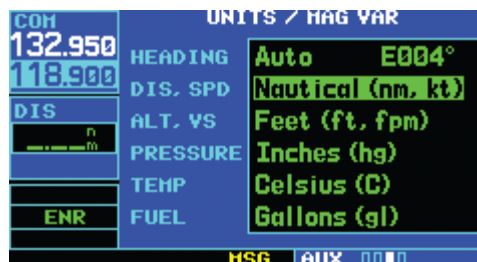 COM
132.950
118.900
DIS
n
m
ENR
UNITS / MAG VAR
HEADING Auto E004°
DIS, SPD Nautical (nm, kt)
ALT, VS Feet (ft, fpm)
PRESSURE Inches (hg)
TEMP Celsius (C)
FUEL Gallons (gl)
MSG AUX